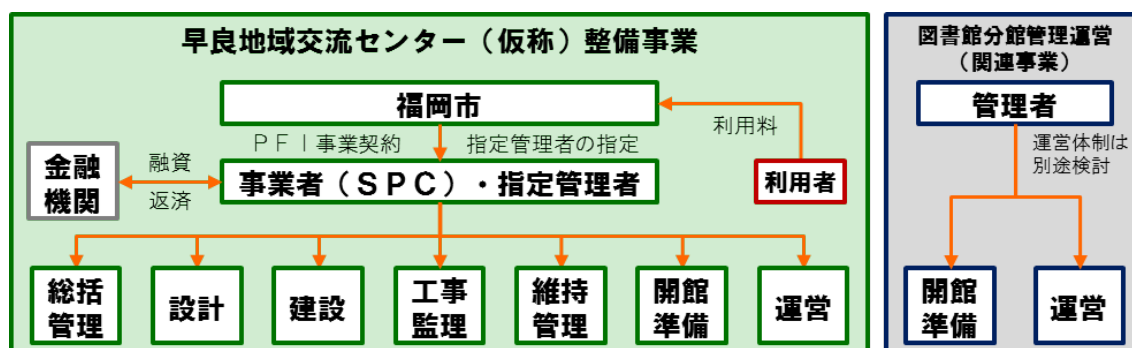 早良地域交流センター（仮称）整備事業
福岡市
ＰＦＩ事業契約
指定管理者の指定
利用料
金融
機関
融資
返済
事業者（ＳＰＣ）・指定管理者
利用者
総括
管理
設計
建設
工事
監理
維持
管理
開館
準備
運営
図書館分館管理運営
（関連事業）
管理者
運営体制は
別途検討
開館
準備
運営